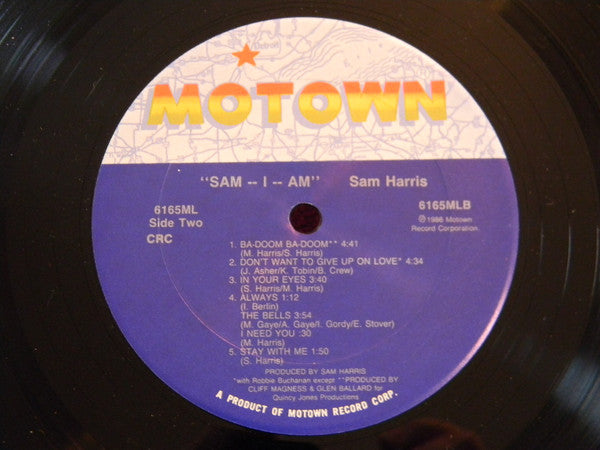 Detroit
MOTOWN
"SAM -- I -- AM" Sam Harris
6165ML
Side Two
CRC
6165MLB
℗ 1986 Motown
Record Corporation
1. BA-DOOM BA-DOOM** 4:41
(M. Harris/S. Harris)
2. DON'T WANT TO GIVE UP ON LOVE* 4:34
(J. Asher/K. Tobin/B. Crew)
3. IN YOUR EYES 3:40
(S. Harris/M. Harris)
4. ALWAYS 1:12
(I. Berlin)
THE BELLS 3:54
(M. Gaye/A. Gaye/I. Gordy/E. Stover)
I NEED YOU :30
(M. Harris)
5. STAY WITH ME 1:50
(S. Harris)
PRODUCED BY SAM HARRIS
*with Robbie Buchanan except **PRODUCED BY
CLIFF MAGNESS & GLEN BALLARD for
Quincy Jones Productions
A PRODUCT OF MOTOWN RECORD CORP.